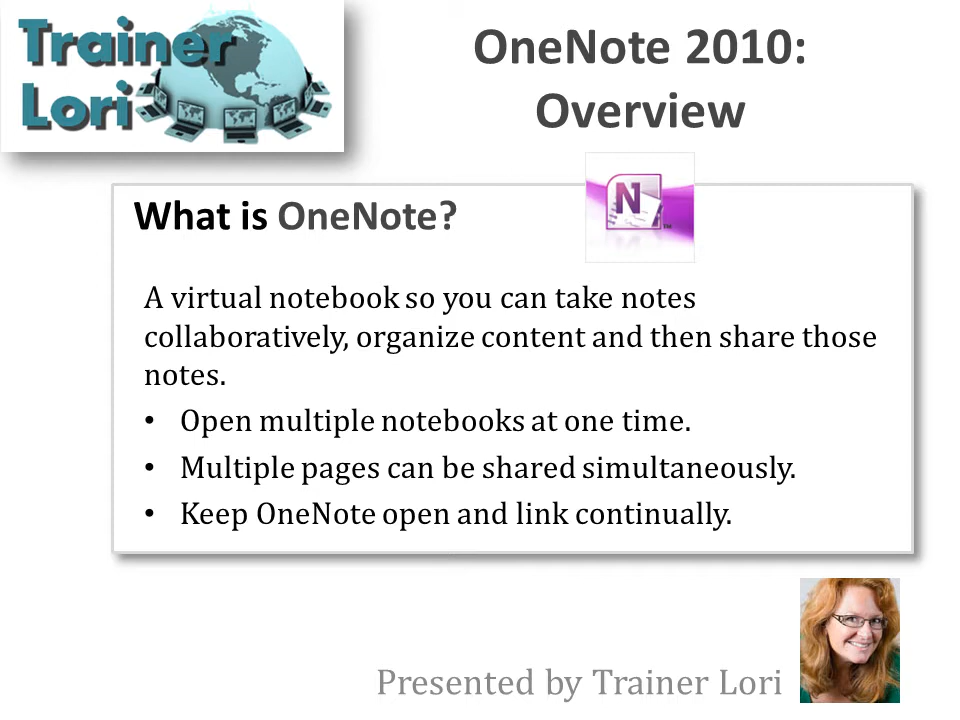 Trainer
Lori
OneNote 2010:
Overview
What is OneNote?
N
TM
A virtual notebook so you can take notes
collaboratively, organize content and then share those
notes.
• Open multiple notebooks at one time.
• Multiple pages can be shared simultaneously.
• Keep OneNote open and link continually.
Presented by Trainer Lori